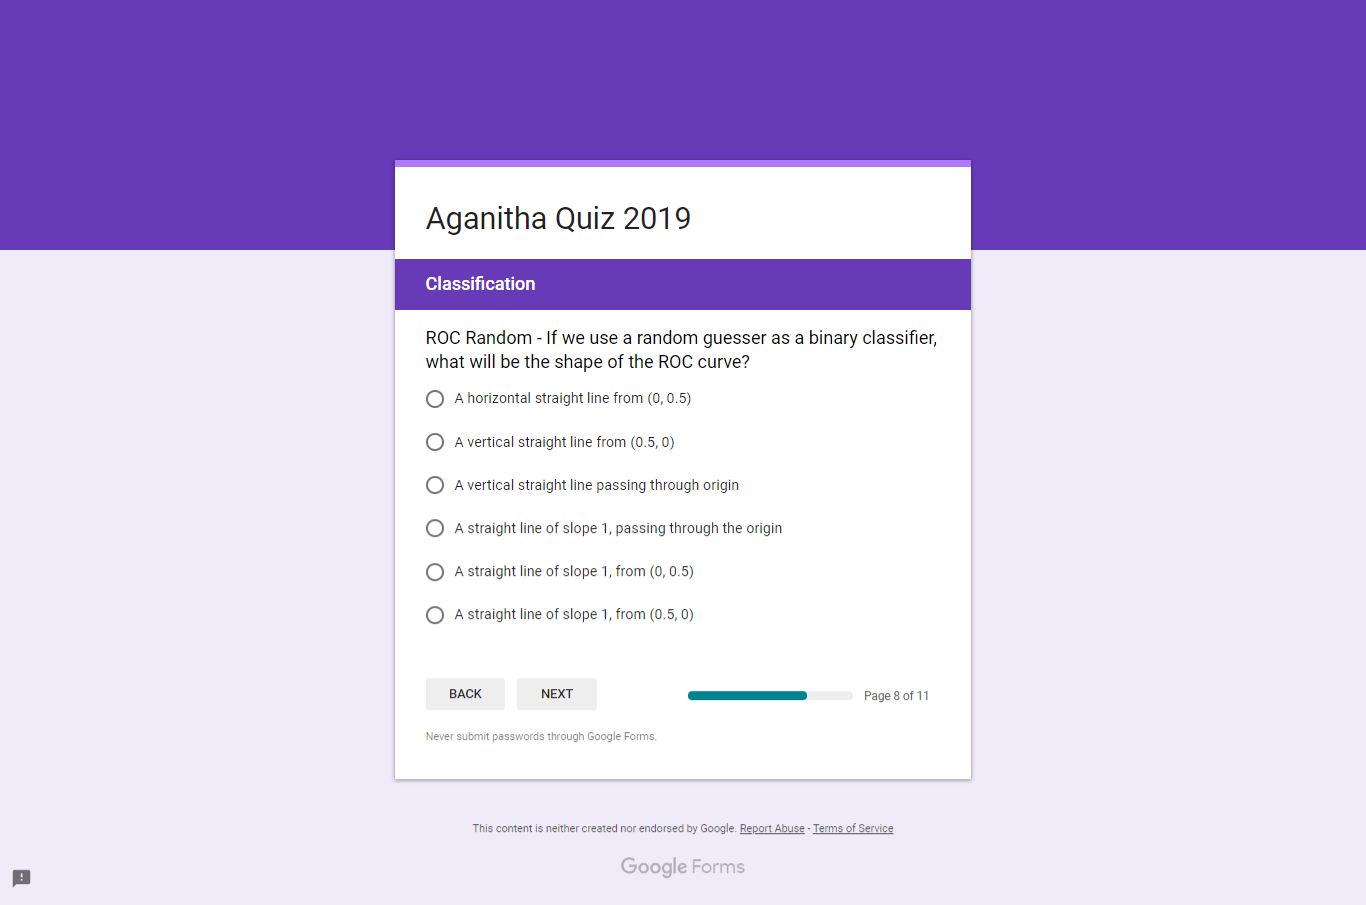 Aganitha Quiz 2019
Classification
ROC Random - If we use a random guesser as a binary classifier,
what will be the shape of the ROC curve?
A horizontal straight line from (0, 0.5)
A vertical straight line from (0.5, 0)
A vertical straight line passing through origin
A straight line of slope 1, passing through the origin
A straight line of slope 1, from (0, 0.5)
A straight line of slope 1, from (0.5, 0)
BACK NEXT Page 8 of 11
Never submit passwords through Google Forms.
This content is neither created nor endorsed by Google. Report Abuse - Terms of Service
Google Forms